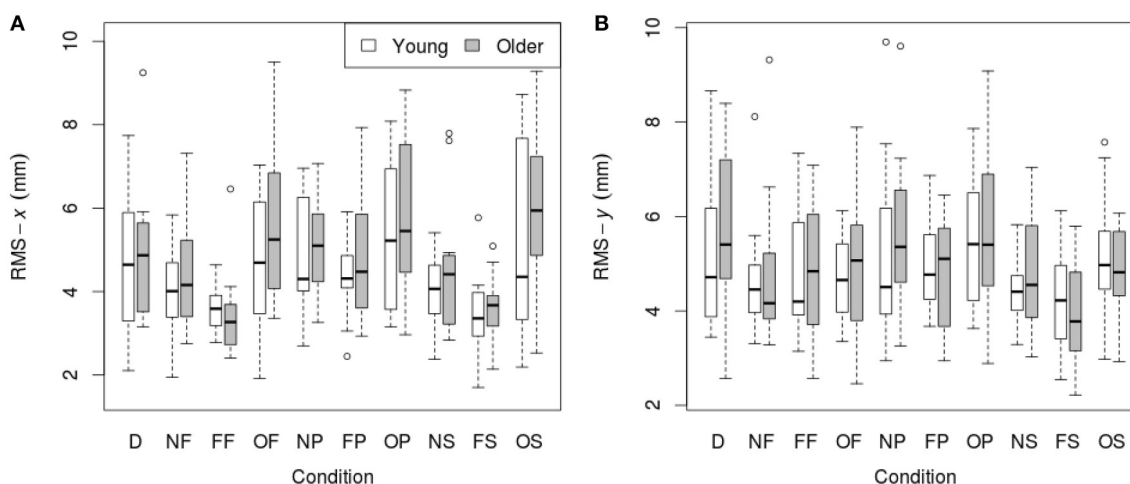 A
RMS−x (mm)
10
8
6
4
2
Young
Older
D NF FF OF NP FP OP NS FS OS
Condition
B
RMS−y (mm)
10
8
6
4
2
D NF FF OF NP FP OP NS FS OS
Condition